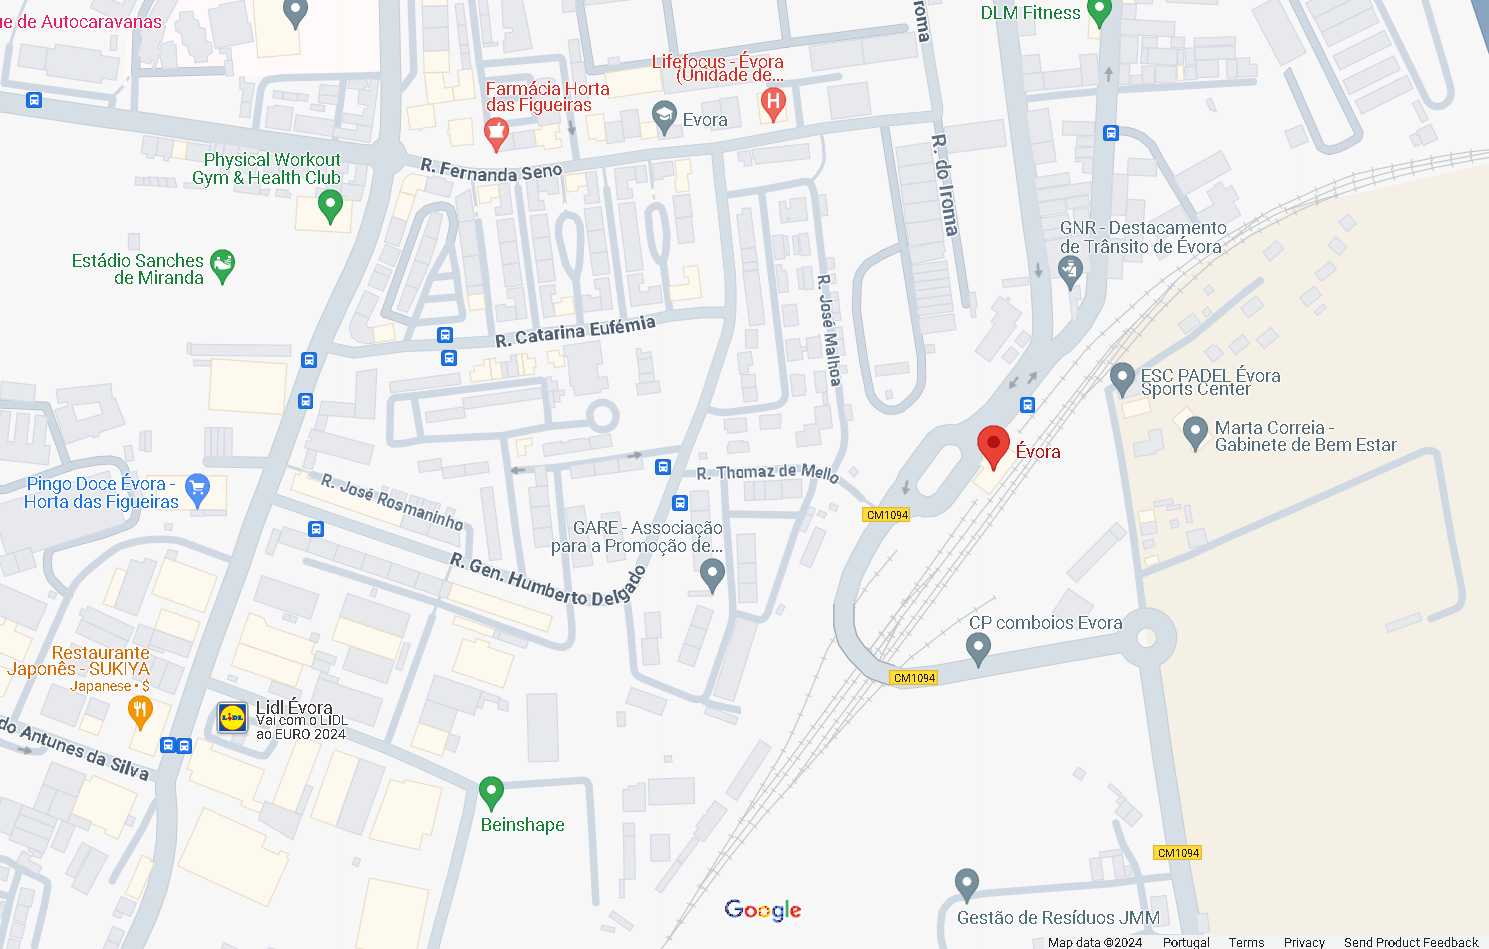 ue de Autocaravanas
DLM Fitness
Iroma
Lifefocus - Évora
(Unidade de...
Farmácia Horta
das Figueiras
Evora
Physical Workout
Gym & Health Club
R. Fernanda Seno
R. do Iroma
GNR - Destacamento
de Trânsito de Évora
Estádio Sanches
de Miranda
R. José Malhoa
R. Catarina Eufémia
ESC PADEL Évora
Sports Center
Marta Correia -
Gabinete de Bem Estar
Évora
R. Thomaz de Mello
Pingo Doce Évora -
Horta das Figueiras
R. José Rosmaninho
CM1094
GARE - Associação
para a Promoção de...
R. Gen. Humberto Delgado
CP comboios Evora
Restaurante
Japonês - SUKIYA
Japanese • $
CM1094
LIDL
Lidl Évora
Vai com o LIDL
ao EURO 2024
do Antunes da Silva
Beinshape
CM1094
Google
Gestão de Resíduos JMM
Map data ©2024 Portugal Terms Privacy Send Product Feedback